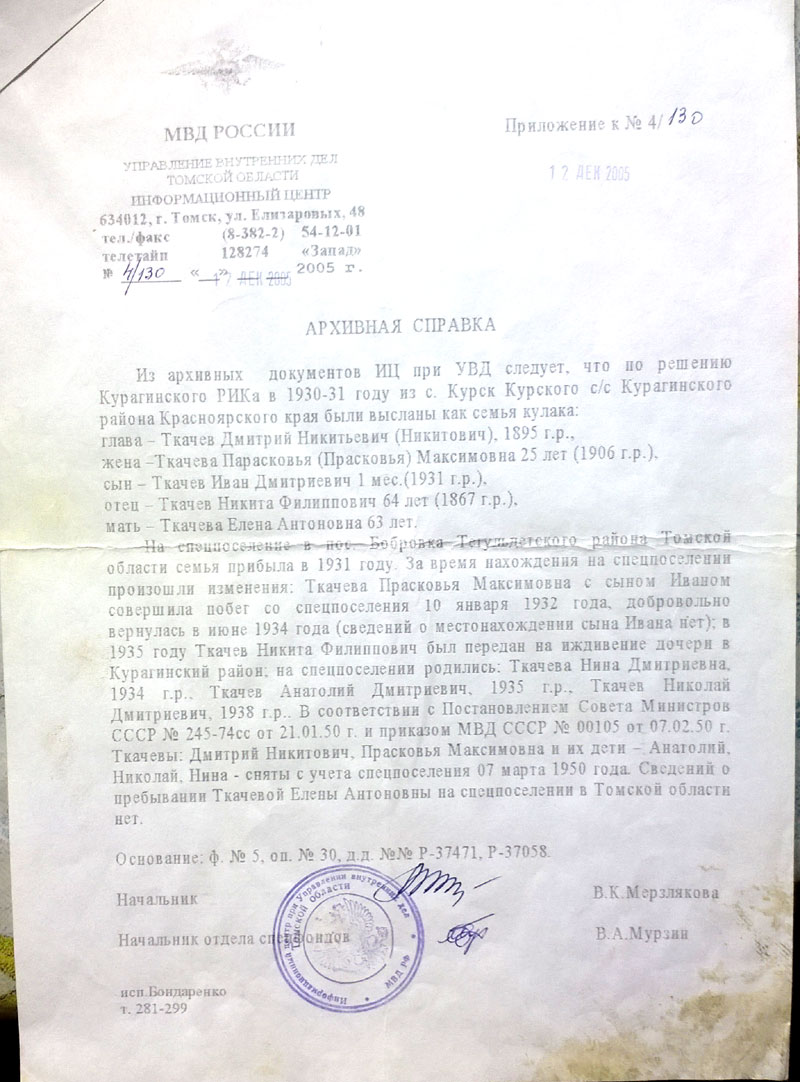 МВД РОССИИ
УПРАВЛЕНИЕ ВНУТРЕННИХ ДЕЛ
ТОМСКОЙ ОБЛАСТИ
ИНФОРМАЦИОННЫЙ ЦЕНТР
634012, г. Томск, ул. Елизаровых, 48
тел./факс (8-382-2) 54-12-01
телетайп 128274 «Запад»
№ 4/130 « » 12 ДЕК 2005 2005 г.
Приложение к № 4/130
12 ДЕК 2005
АРХИВНАЯ СПРАВКА
Из архивных документов ИЦ при УВД следует, что по решению
Курагинского РИКа в 1930-31 году из с. Курск Курского с/с Курагинского
района Красноярского края были высланы как семья кулака:
глава – Ткачев Дмитрий Никитьевич (Никитович), 1895 г.р.,
жена –Ткачева Парасковья (Прасковья) Максимовна 25 лет (1906 г.р.),
сын – Ткачев Иван Дмитриевич 1 мес.(1931 г.р.),
отец – Ткачев Никита Филиппович 64 лет (1867 г.р.),
мать – Ткачева Елена Антоновна 63 лет.
На спецпоселение в пос. Бобровка Тегульдетского района Томской
области семья прибыла в 1931 году. За время нахождения на спецпоселении
произошли изменения: Ткачева Прасковья Максимовна с сыном Иваном
совершила побег со спецпоселения 10 января 1932 года, добровольно
вернулась в июне 1934 года (сведений о местонахождении сына Ивана нет); в
1935 году Ткачев Никита Филиппович был передан на иждивение дочери в
Курагинский район; на спецпоселении родились: Ткачева Нина Дмитриевна,
1934 г.р., Ткачев Анатолий Дмитриевич, 1935 г.р., Ткачев Николай
Дмитриевич, 1938 г.р.. В соответствии с Постановлением Совета Министров
СССР № 245-74сс от 21.01.50 г. и приказом МВД СССР № 00105 от 07.02.50 г.
Ткачевы: Дмитрий Никитович, Прасковья Максимовна и их дети – Анатолий,
Николай, Нина - сняты с учета спецпоселения 07 марта 1950 года. Сведений о
пребывании Ткачевой Елены Антоновны на спецпоселении в Томской области
нет.
Основание: ф. № 5, оп. № 30, д.д. №№ Р-37471, Р-37058.
Начальник В.К.Мерзлякова
Начальник отдела спецфондов В.А.Мурзин
Информационный центр при Управлении внутренних дел
Томской области
МВД РФ
исп.Бондаренко
т. 281-299